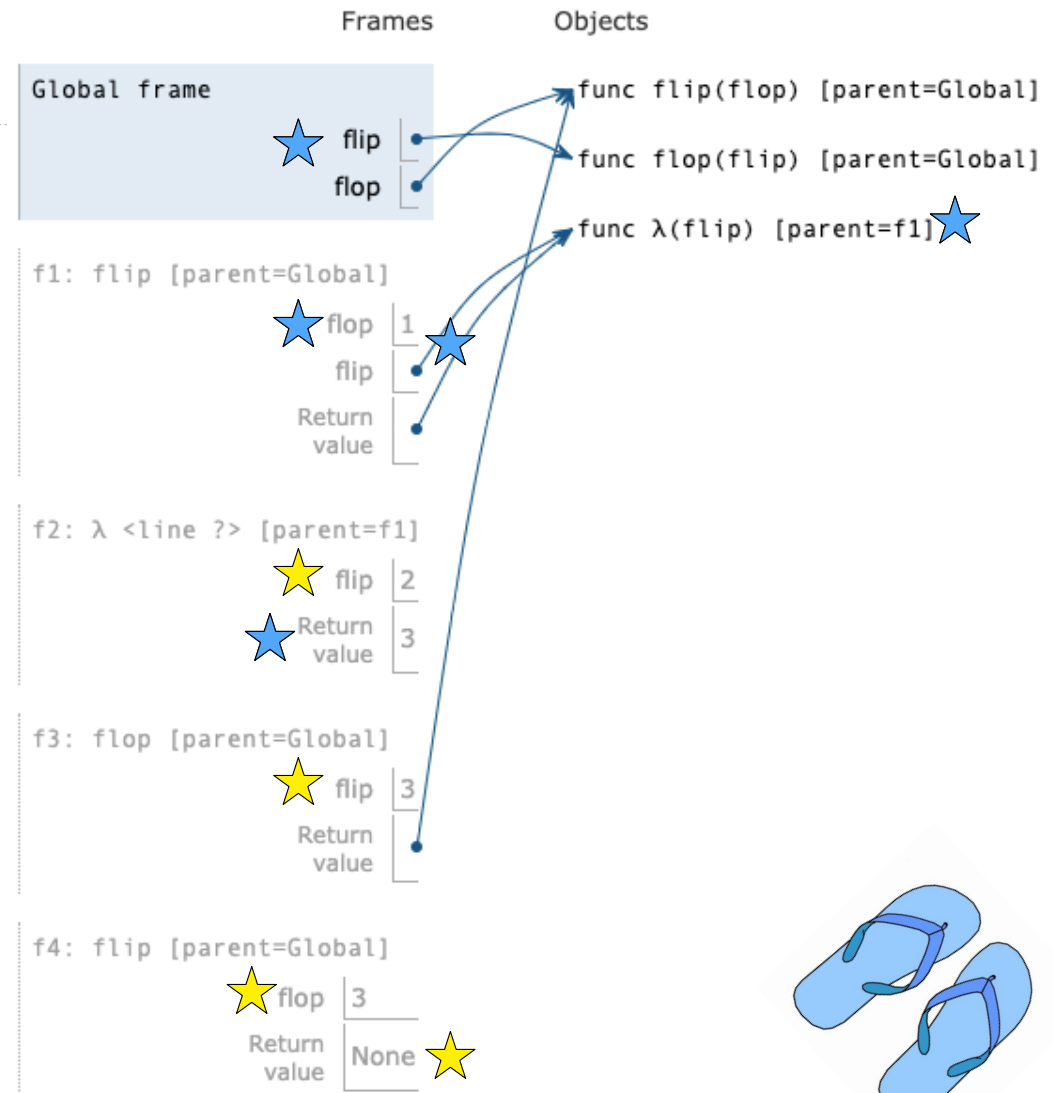 Frames Objects
Global frame
flip
flop
func flip(flop) [parent=Global]
func flop(flip) [parent=Global]
func λ(flip) [parent=f1]
f1: flip [parent=Global]
flop 1
flip
Return
value
f2: λ <line ?> [parent=f1]
flip 2
Return
value 3
f3: flop [parent=Global]
flip 3
Return
value
f4: flip [parent=Global]
flop 3
Return
value None